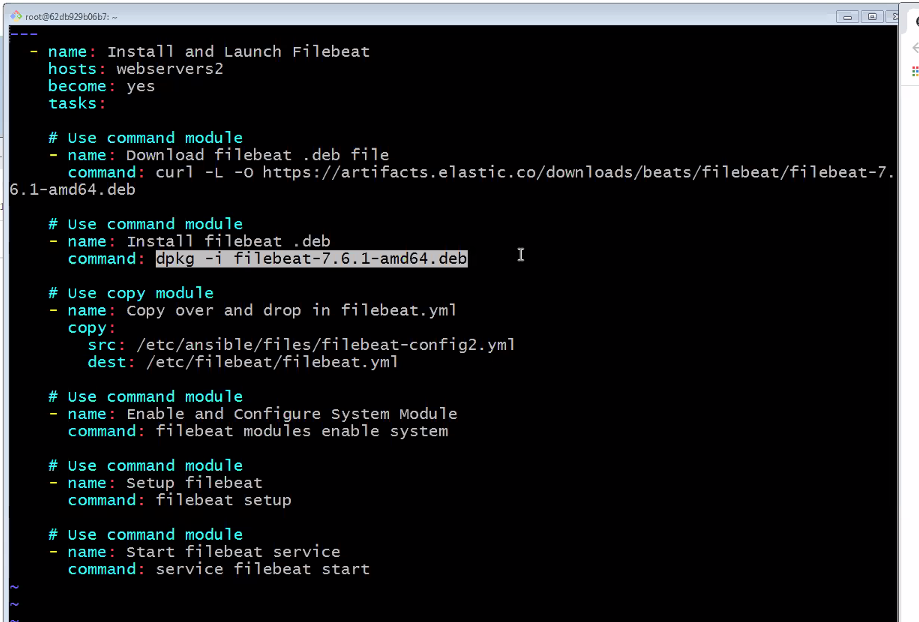 root@62db929b06b7: ~
---
- name: Install and Launch Filebeat
hosts: webservers2
become: yes
tasks:
# Use command module
- name: Download filebeat .deb file
command: curl -L -O https://artifacts.elastic.co/downloads/beats/filebeat/filebeat-7.
6.1-amd64.deb
# Use command module
- name: Install filebeat .deb
command: dpkg -i filebeat-7.6.1-amd64.deb
# Use copy module
- name: Copy over and drop in filebeat.yml
copy:
src: /etc/ansible/files/filebeat-config2.yml
dest: /etc/filebeat/filebeat.yml
# Use command module
- name: Enable and Configure System Module
command: filebeat modules enable system
# Use command module
- name: Setup filebeat
command: filebeat setup
# Use command module
- name: Start filebeat service
command: service filebeat start
~
~
~